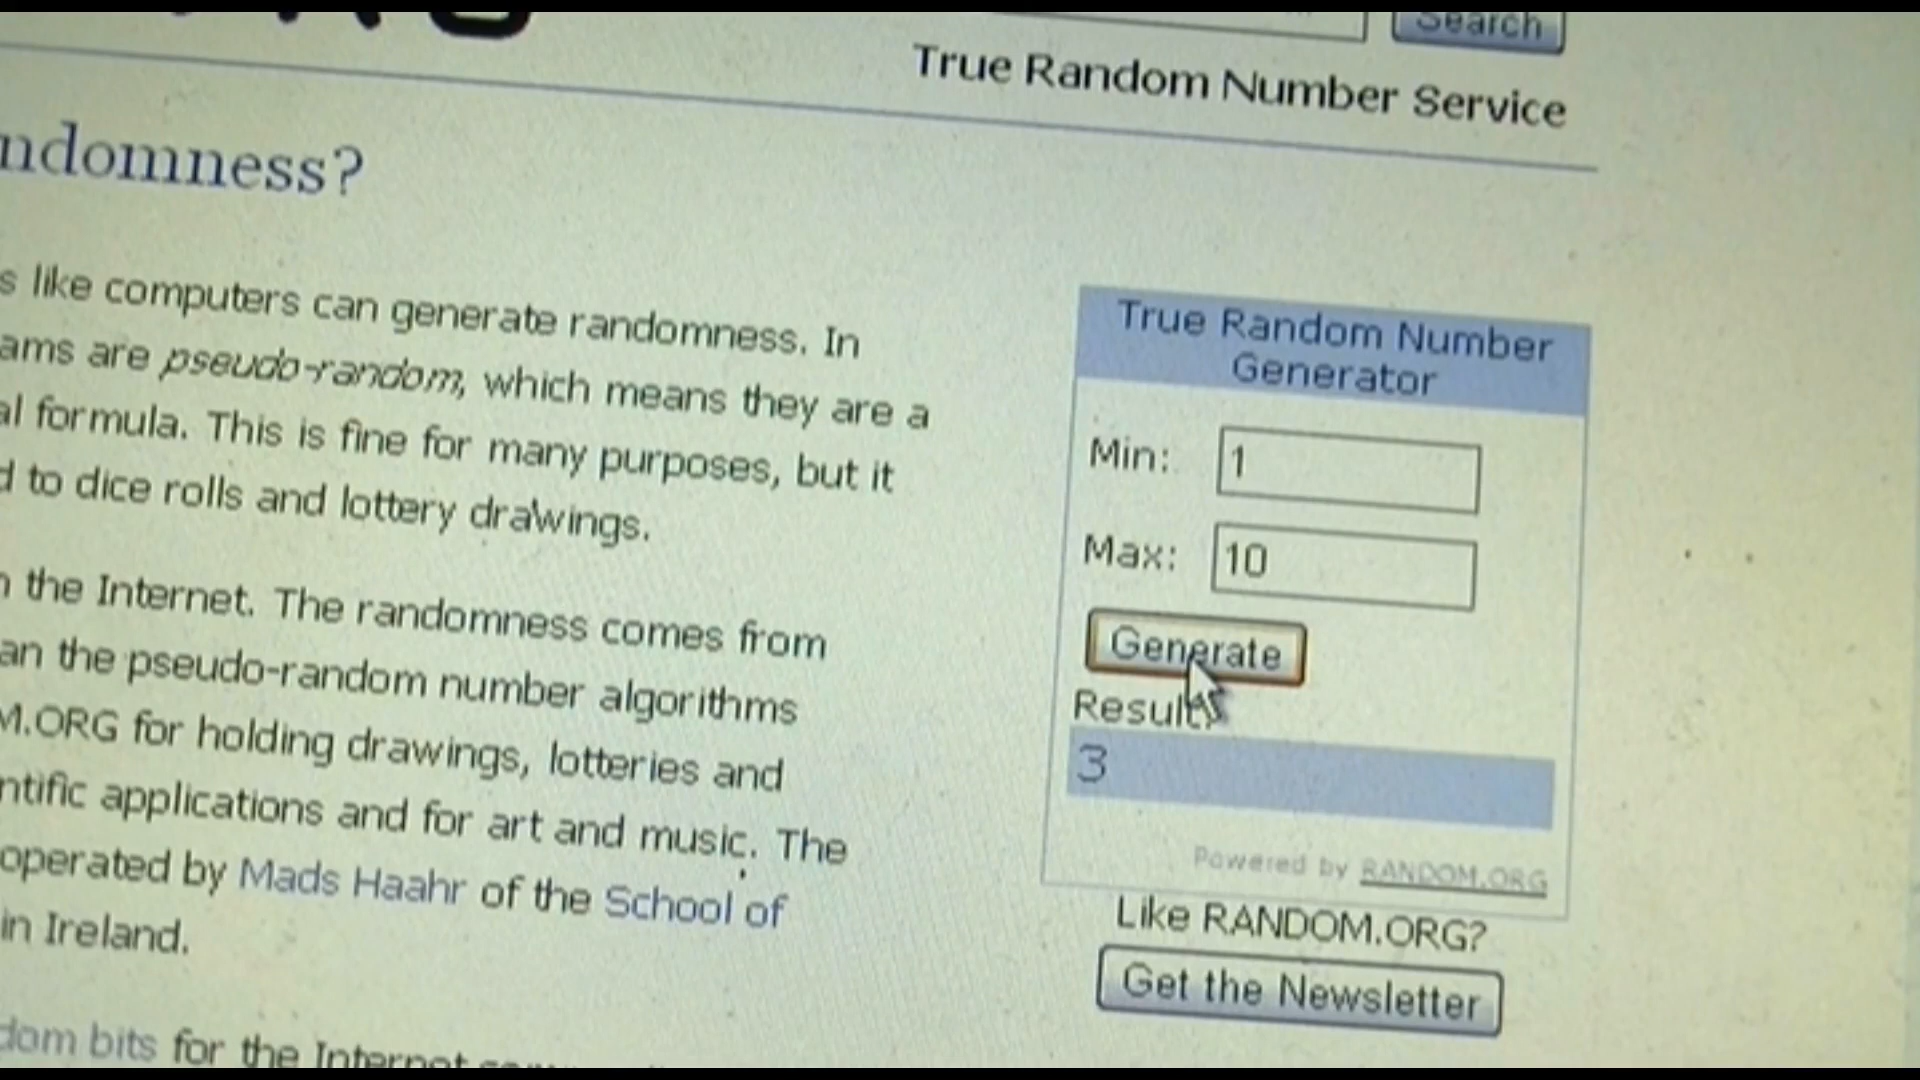 Search
True Random Number Service
ndomness?
s like computers can generate randomness. In
ams are pseudo-random, which means they are a
al formula. This is fine for many purposes, but it
d to dice rolls and lottery drawings.
n the Internet. The randomness comes from
an the pseudo-random number algorithms
M.ORG for holding drawings, lotteries and
ntific applications and for art and music. The
operated by Mads Haahr of the School of
in Ireland.
dom bits for the Internet
True Random Number
Generator
Min: 1
Max: 10
Generate
Result:
3
Powered by RANDOM.ORG
Like RANDOM.ORG?
Get the Newsletter